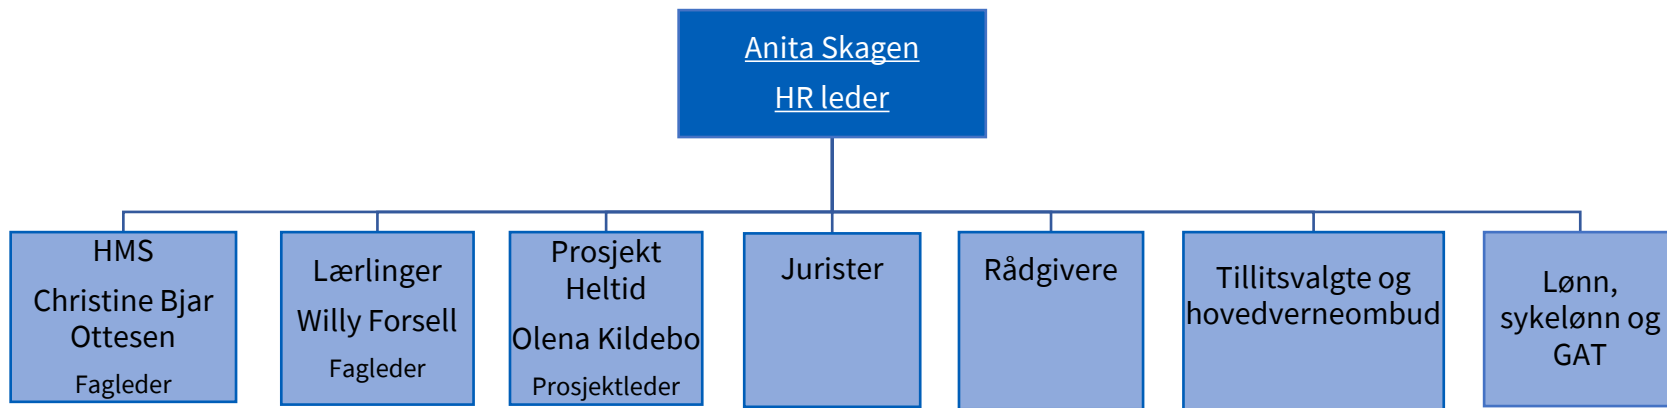 Anita Skagen
HR leder
HMS
Christine Bjar
Ottesen
Fagleder
Lærlinger
Willy Forsell
Fagleder
Prosjekt
Heltid
Olena Kildebo
Prosjektleder
Jurister
Rådgivere
Tillitsvalgte og
hovedverneombud
Lønn,
sykelønn og
GAT